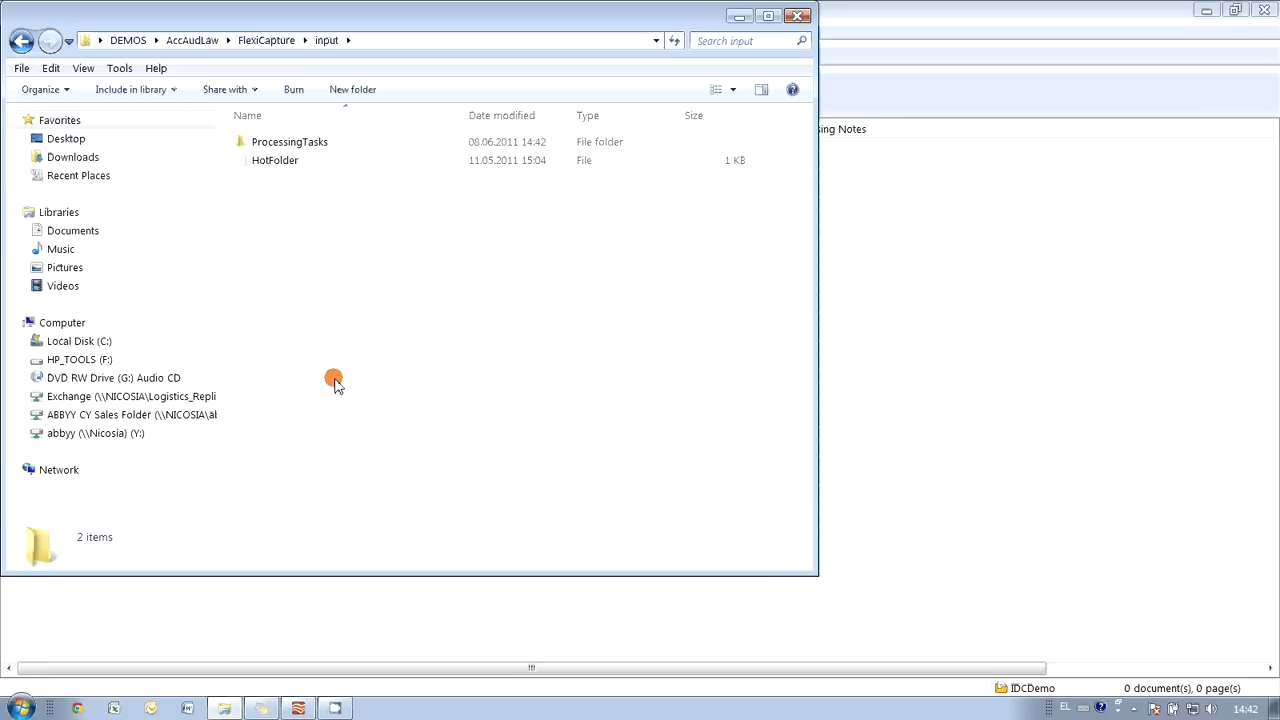 DEMOS AccAudLaw FlexiCapture input
Search input
File Edit View Tools Help
Organize Include in library Share with Burn New folder
Name Date modified Type Size
ProcessingTasks 08.06.2011 14:42 File folder
HotFolder 11.05.2011 15:04 File 1 KB
Favorites
Desktop
Downloads
Recent Places
Libraries
Documents
Music
Pictures
Videos
Computer
Local Disk (C:)
HP_TOOLS (F:)
DVD RW Drive (G:) Audio CD
Exchange (\\NICOSIA\Logistics_Repli
ABBYY CY Sales Folder (\\NICOSIA\
abbyy (\\Nicosia) (Y:)
Network
2 items
sing Notes
IDCDemo 0 document(s), 0 page(s)
EL 14:42